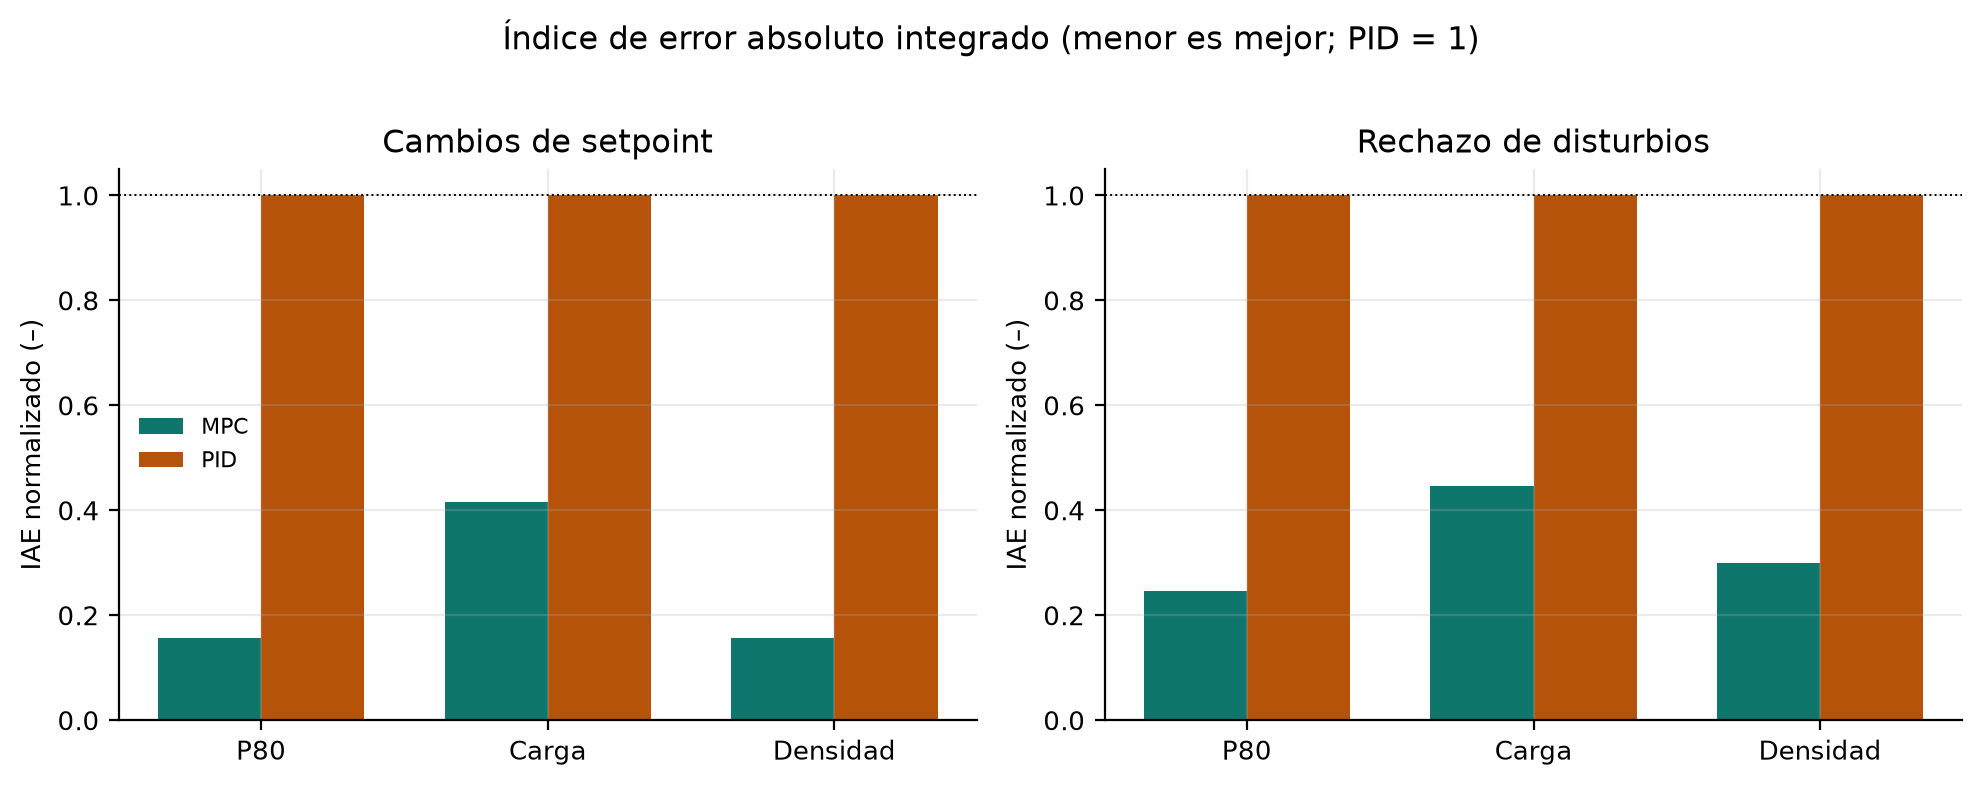 Índice de error absoluto integrado (menor es mejor; PID = 1)
Cambios de setpoint
IAE normalizado (–)
1.0
0.8
0.6
0.4
0.2
0.0
MPC
PID
P80 Carga Densidad
Rechazo de disturbios
IAE normalizado (–)
1.0
0.8
0.6
0.4
0.2
0.0
P80 Carga Densidad